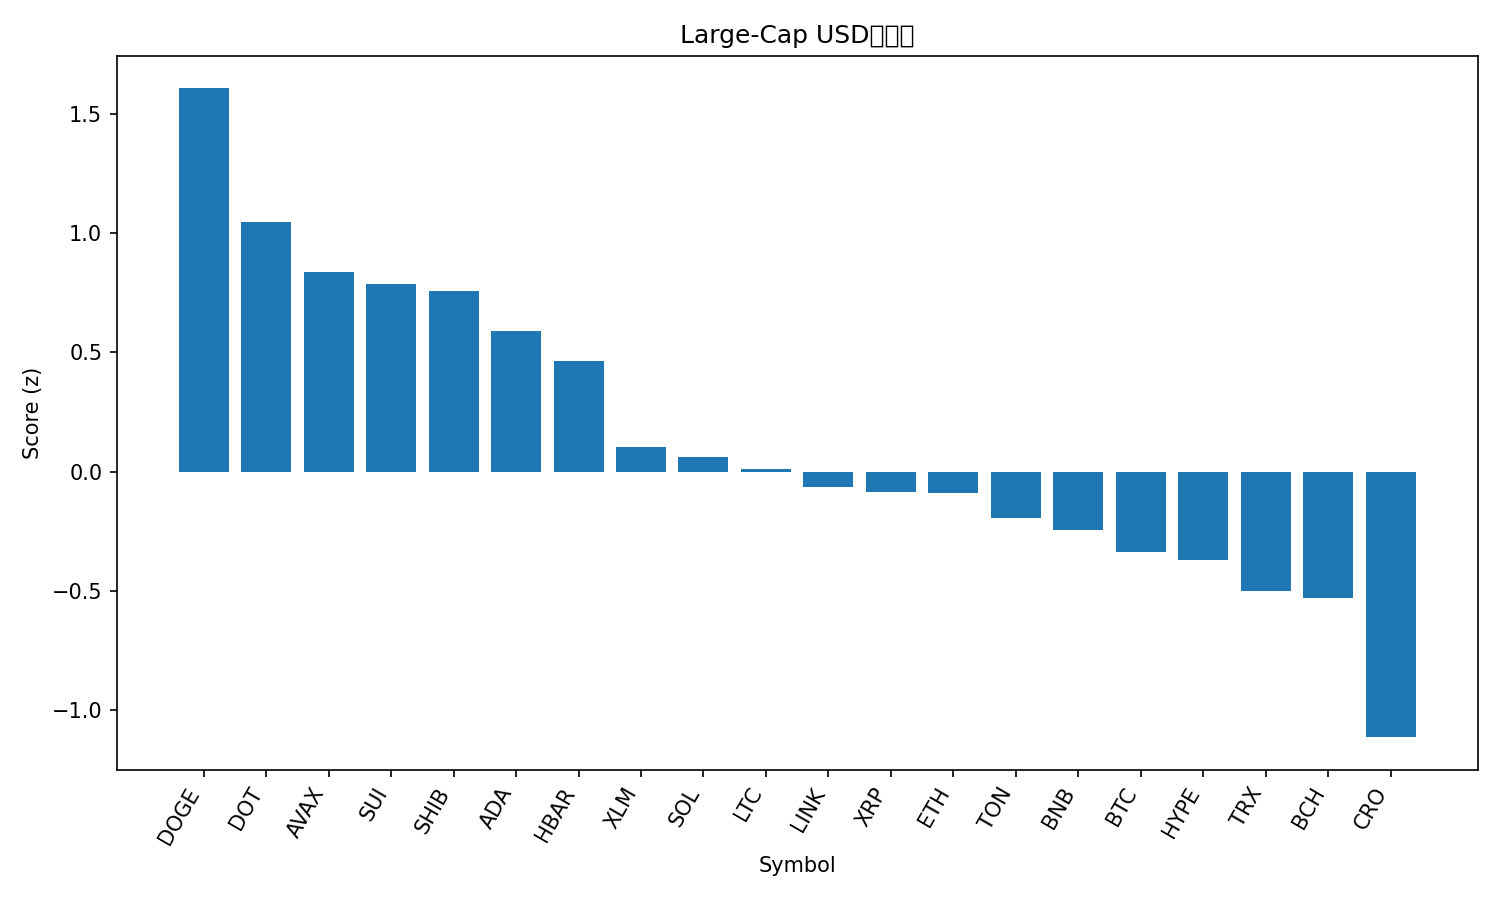 Large-Cap USD
1.5
1.0
0.5
0.0
−0.5
−1.0
Score (z)
DOGE
DOT
AVAX
SUI
SHIB
ADA
HBAR
XLM
SOL
LTC
LINK
XRP
ETH
TON
BNB
BTC
HYPE
TRX
BCH
CRO
Symbol